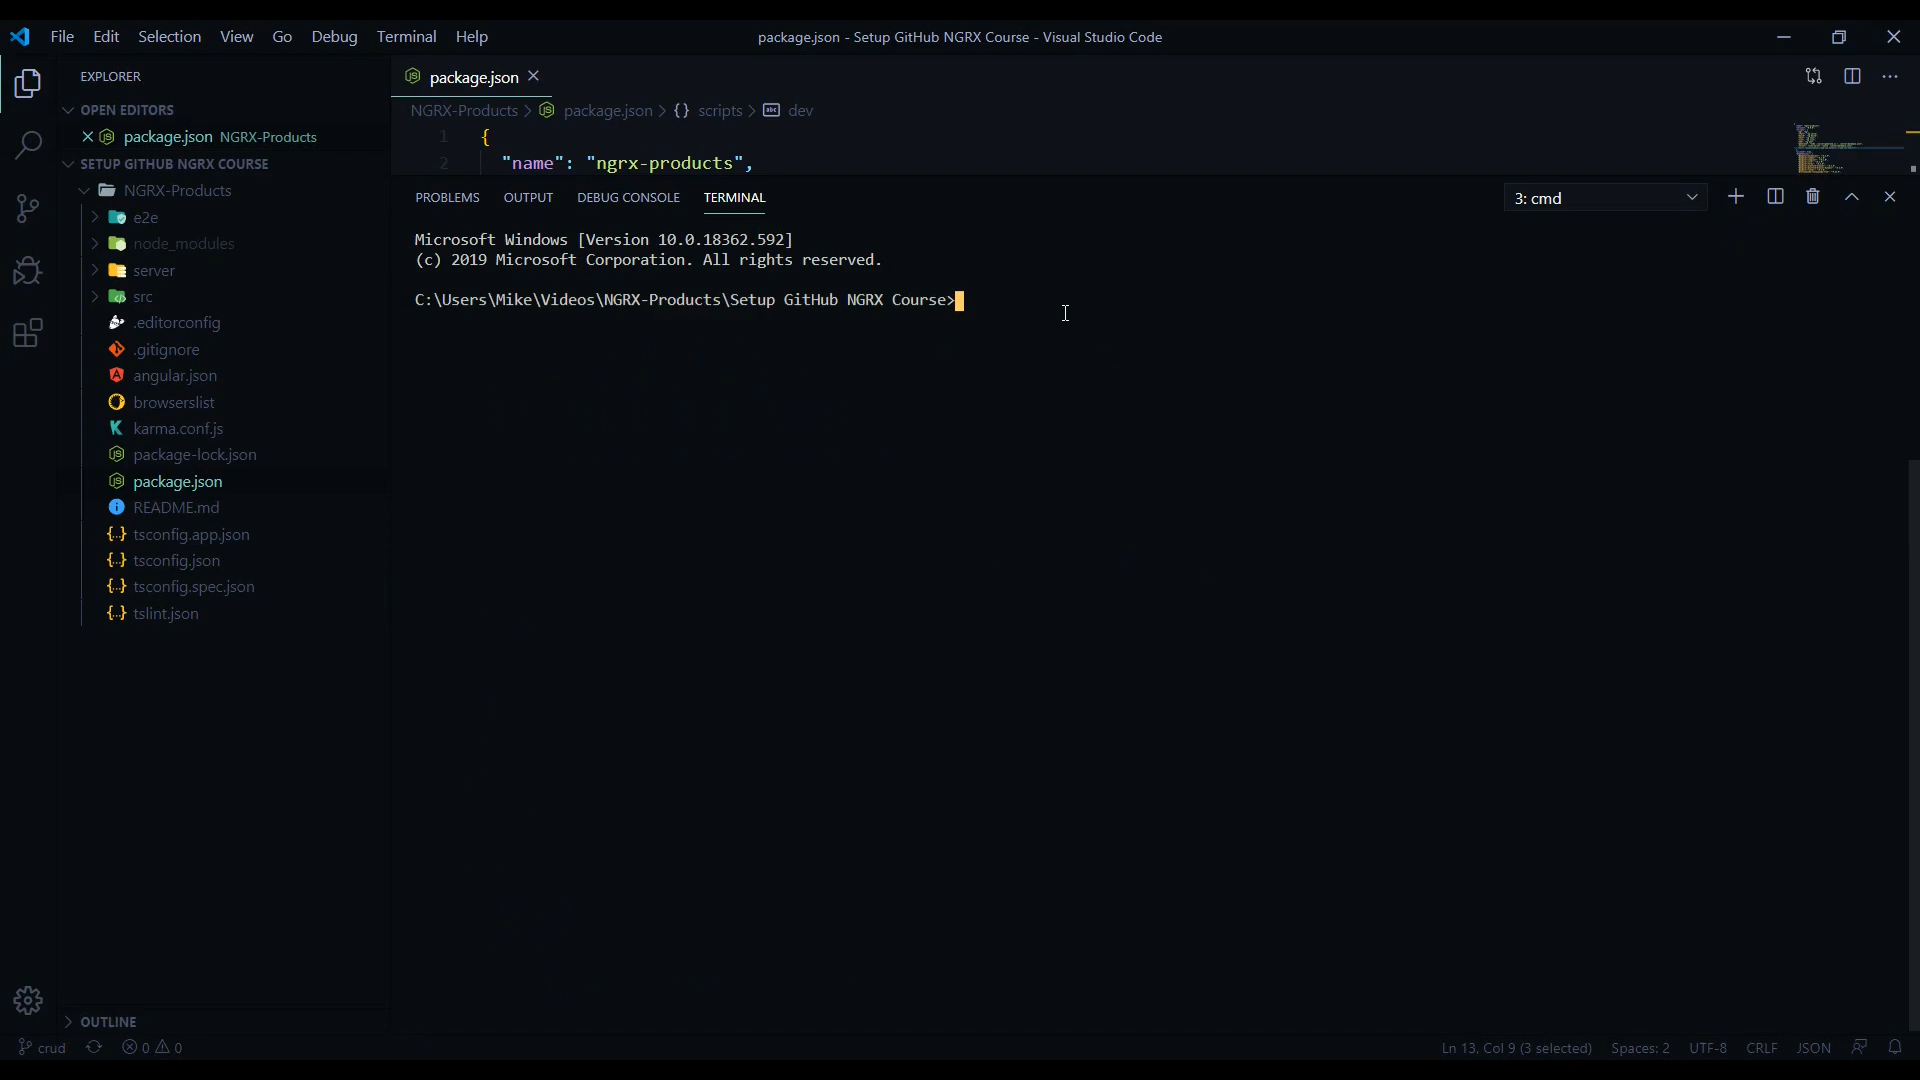 File Edit Selection View Go Debug Terminal Help
package.json - Setup GitHub NGRX Course - Visual Studio Code
EXPLORER
OPEN EDITORS
package.json NGRX-Products
SETUP GITHUB NGRX COURSE
NGRX-Products
e2e
node_modules
server
src
.editorconfig
.gitignore
angular.json
browserslist
karma.conf.js
package-lock.json
package.json
README.md
tsconfig.app.json
tsconfig.json
tsconfig.spec.json
tslint.json
OUTLINE
package.json
NGRX-Products > package.json > {} scripts > abc dev
1 {
2 "name": "ngrx-products",
PROBLEMS OUTPUT DEBUG CONSOLE TERMINAL
3: cmd
Microsoft Windows [Version 10.0.18362.592]
(c) 2019 Microsoft Corporation. All rights reserved.
C:\Users\Mike\Videos\NGRX-Products\Setup GitHub NGRX Course>
crud 0 0
Ln 13, Col 9 (3 selected) Spaces: 2 UTF-8 CRLF JSON